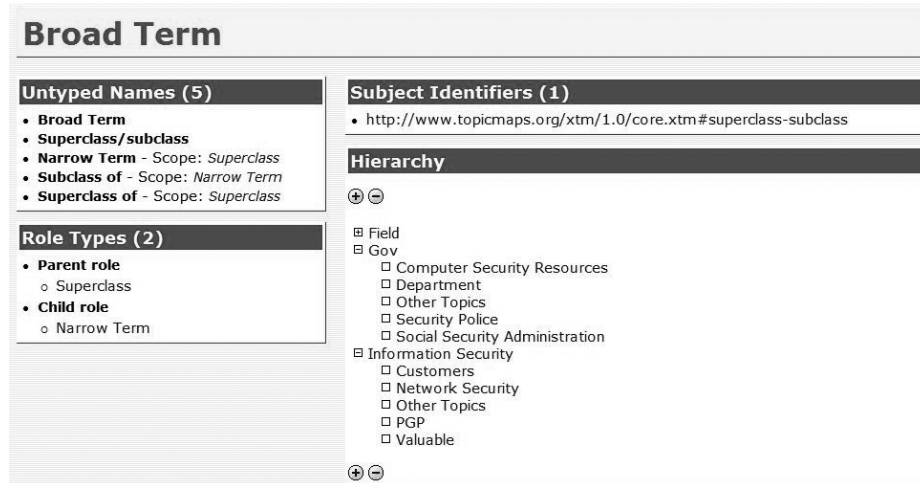 Broad Term
Untyped Names (5)
• Broad Term
• Superclass/subclass
• Narrow Term - Scope: Superclass
• Subclass of - Scope: Narrow Term
• Superclass of - Scope: Superclass
Role Types (2)
• Parent role
o Superclass
• Child role
o Narrow Term
Subject Identifiers (1)
• http://www.topicmaps.org/xtm/1.0/core.xtm#superclass-subclass
Hierarchy
Field
Gov
Computer Security Resources
Department
Other Topics
Security Police
Social Security Administration
Information Security
Customers
Network Security
Other Topics
PGP
Valuable